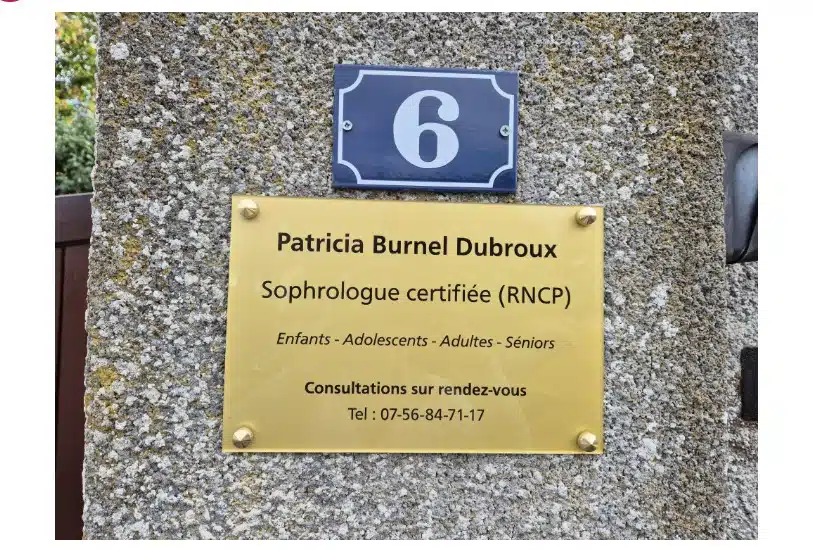 6
Patricia Burnel Dubroux
Sophrologue certifiée (RNCP)
Enfants - Adolescents - Adultes - Séniors
Consultations sur rendez-vous
Tel : 07-56-84-71-17